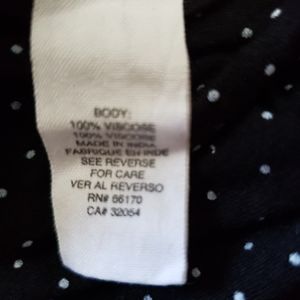 BODY:
100% VISCOSE
100% VISCOSE
MADE IN INDIA
FABRIQUE EN INDE
SEE REVERSE
FOR CARE
VER AL REVERSO
RN# 66170
CA# 32054